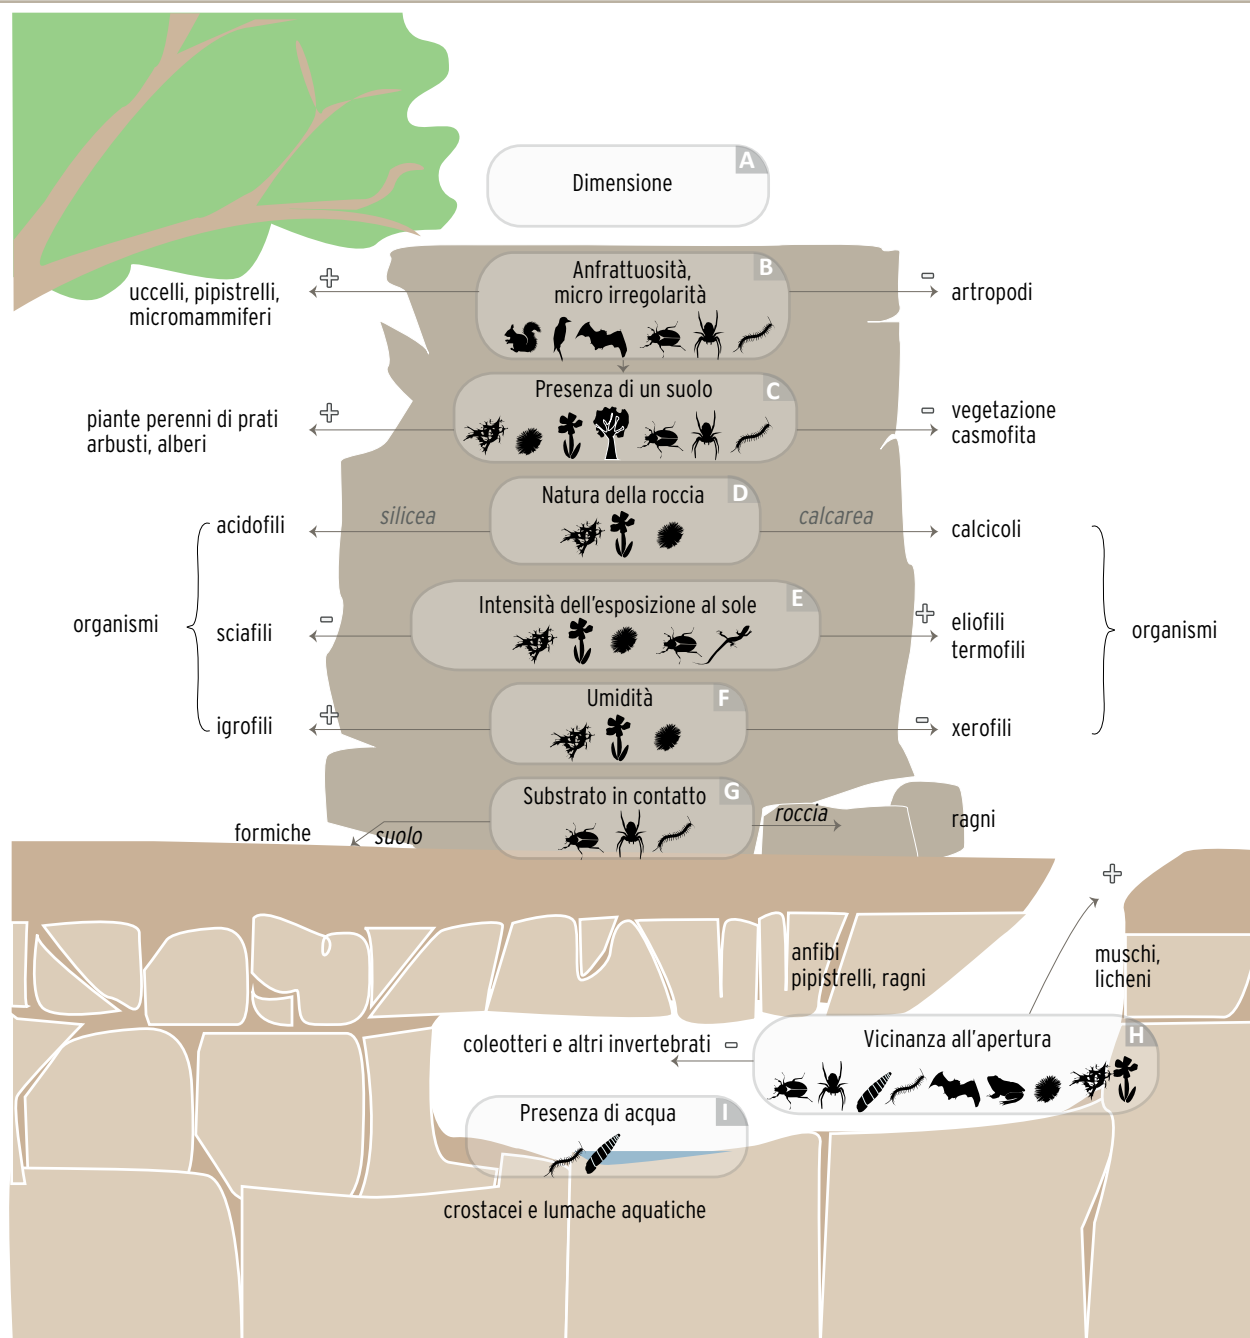 A
Dimensione
B
Anfrattuosità,
micro irregolarità
+
uccelli, pipistrelli,
micromammiferi
-
artropodi
C
Presenza di un suolo
+
piante perenni di prati
arbusti, alberi
-
vegetazione
casmofita
D
Natura della roccia
silicea
acidofili
calcarea
calcicoli
E
Intensità dell'esposizione al sole
-
sciafili
+
eliofili
termofili
organismi
organismi
F
Umidità
+
igrofili
-
xerofili
G
Substrato in contatto
formiche
suolo
roccia
ragni
+
anfibi
pipistrelli, ragni
muschi,
licheni
H
Vicinanza all'apertura
coleotteri e altri invertebrati -
I
Presenza di acqua
crostacei e lumache aquatiche